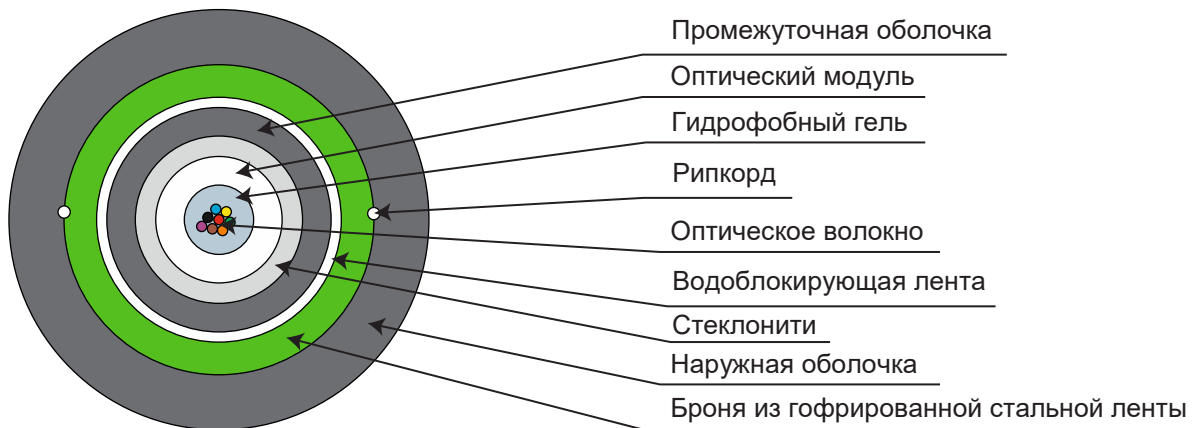 Промежуточная оболочка
Оптический модуль
Гидрофобный гель
Рипкорд
Оптическое волокно
Водоблокирующая лента
Стеклонити
Наружная оболочка
Броня из гофрированной стальной ленты